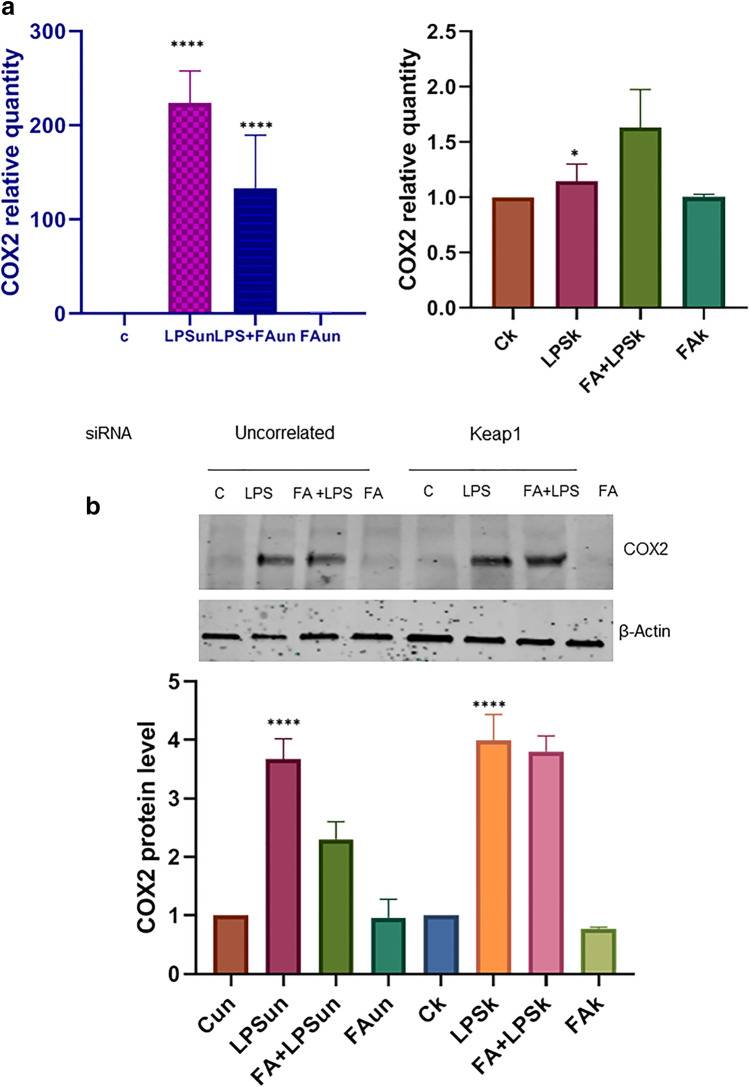 a
COX2 relative quantity
300
200
100
0
****
****
c LPSun LPS+FAun FAun
COX2 relative quantity
2.5
2.0
1.5
1.0
0.5
0.0
*
Ck LPSk FA+LPSk FAk
siRNA Uncorrelated Keap1
b
C LPS FA +LPS FA C LPS FA+LPS FA
COX2
β-Actin
COX2 protein level
5
4
3
2
1
0
****
****
Cun LPSun FA+LPSun FAun Ck LPSk FA+LPSk FAk